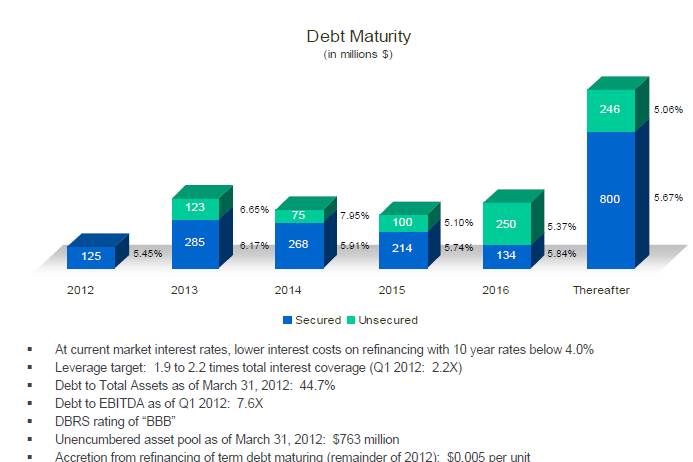 Debt Maturity
(in millions $)
246
5.06%
800
5.67%
123
6.65%
285
6.17%
75
7.95%
268
5.91%
100
5.10%
214
5.74%
250
5.37%
134
5.84%
125
5.45%
2012 2013 2014 2015 2016 Thereafter
Secured Unsecured
▪ At current market interest rates, lower interest costs on refinancing with 10 year rates below 4.0%
▪ Leverage target: 1.9 to 2.2 times total interest coverage (Q1 2012: 2.2X)
▪ Debt to Total Assets as of March 31, 2012: 44.7%
▪ Debt to EBITDA as of Q1 2012: 7.6X
▪ DBRS rating of “BBB”
▪ Unencumbered asset pool as of March 31, 2012: $763 million
▪ Accretion from refinancing of term debt maturing (remainder of 2012): $0.005 per unit